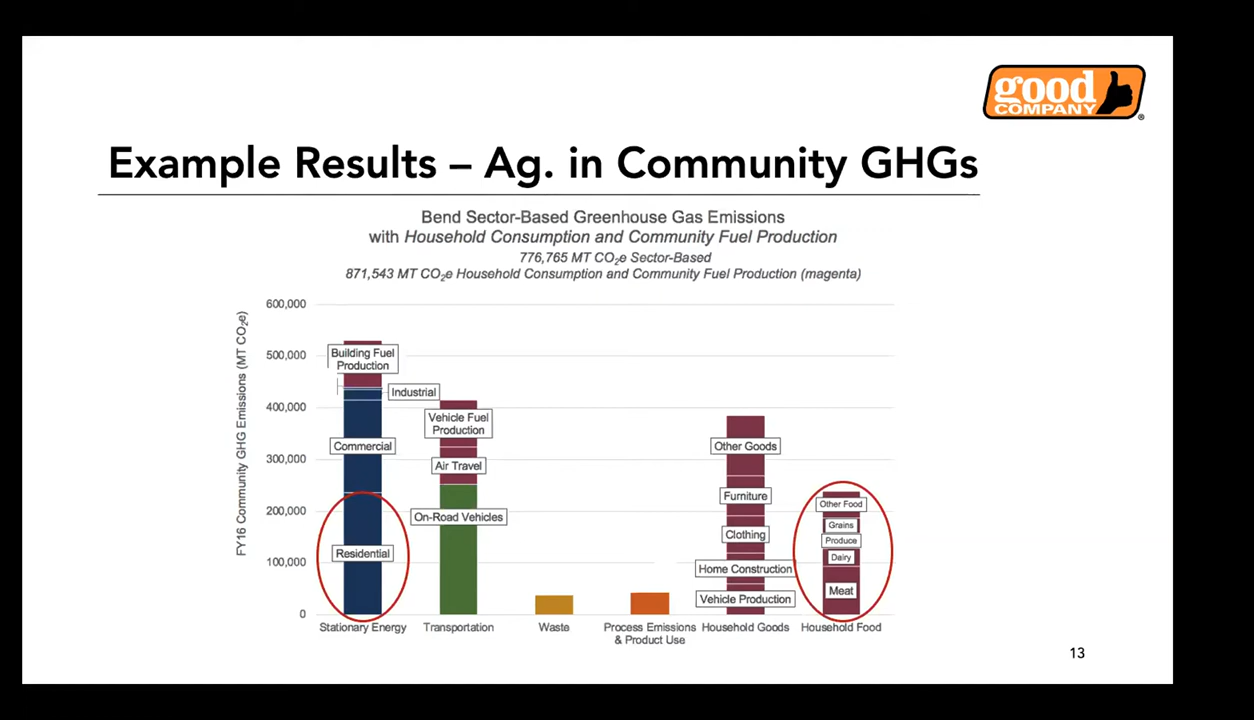 good
COMPANY
®
Example Results – Ag. in Community GHGs
Bend Sector-Based Greenhouse Gas Emissions
with Household Consumption and Community Fuel Production
776,765 MT CO₂e Sector-Based
871,543 MT CO₂e Household Consumption and Community Fuel Production (magenta)
FY16 Community GHG Emissions (MT CO₂e)
600,000
500,000
400,000
300,000
200,000
100,000
0
Building Fuel
Production
Industrial
Commercial
Residential
Vehicle Fuel
Production
Air Travel
On-Road Vehicles
Other Goods
Furniture
Clothing
Home Construction
Vehicle Production
Other Food
Grains
Produce
Dairy
Meat
Stationary Energy
Transportation
Waste
Process Emissions
& Product Use
Household Goods
Household Food
13